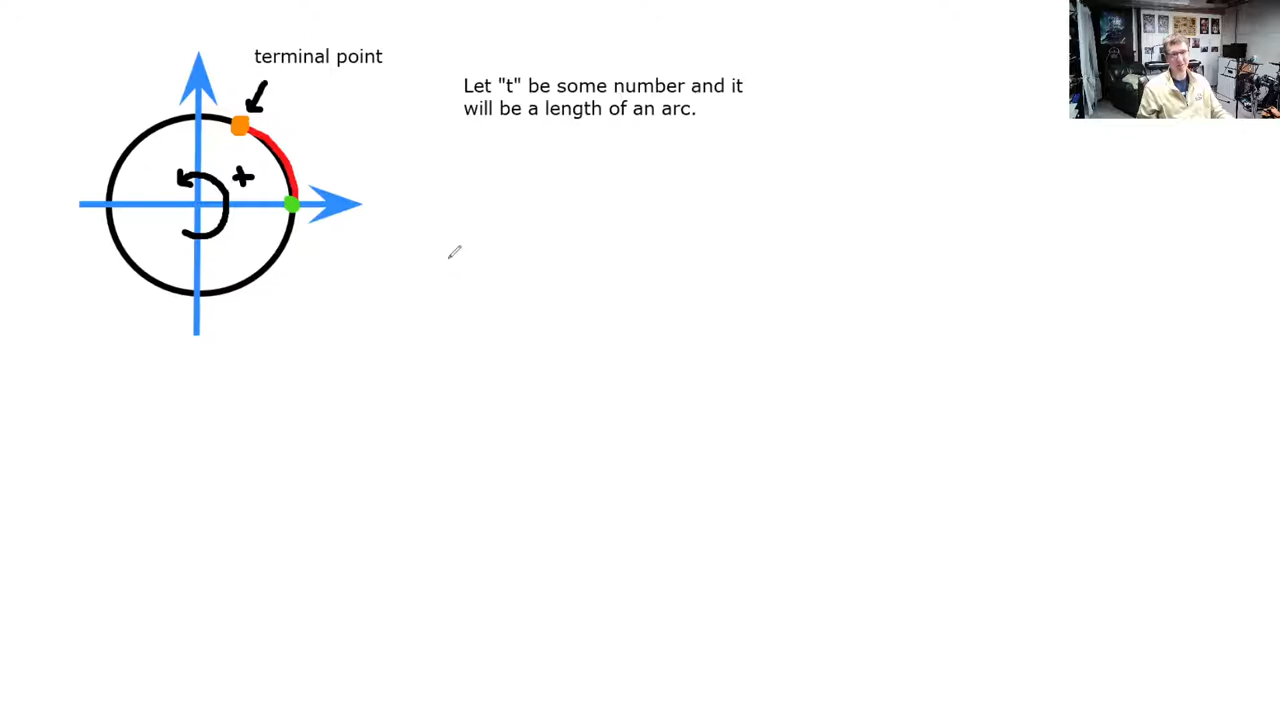 terminal point
Let "t" be some number and it
will be a length of an arc.
+